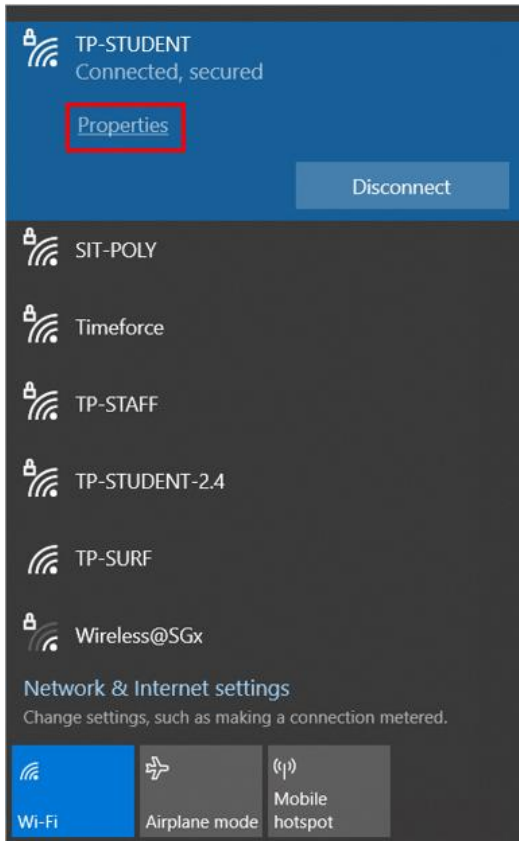 TP-STUDENT
Connected, secured
Properties
Disconnect
SIT-POLY
Timeforce
TP-STAFF
TP-STUDENT-2.4
TP-SURF
Wireless@SGx
Network & Internet settings
Change settings, such as making a connection metered.
Wi-Fi
Airplane mode
Mobile
hotspot